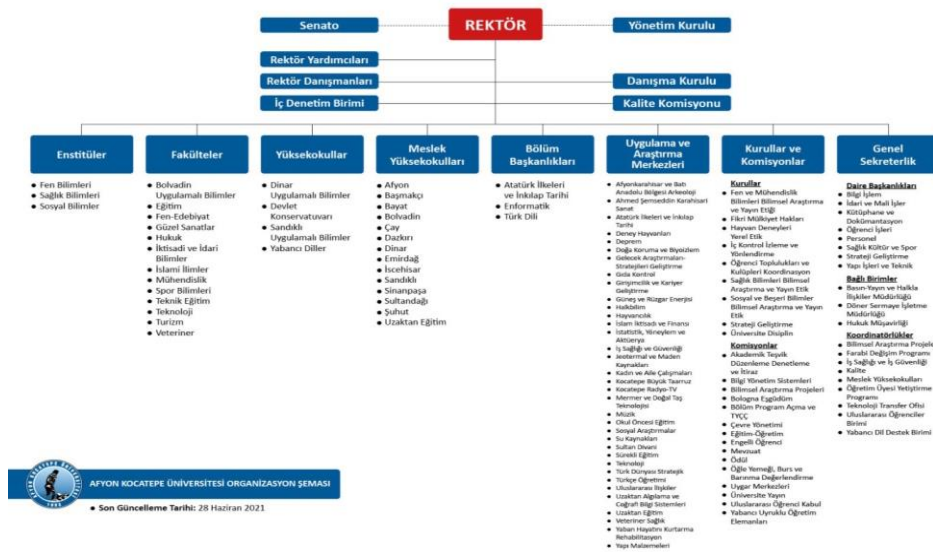 Senato
REKTÖR
Yönetim Kurulu
Rektör Yardımcıları
Rektör Danışmanları
Danışma Kurulu
İç Denetim Birimi
Kalite Komisyonu
Enstitüler
• Fen Bilimleri
• Sağlık Bilimleri
• Sosyal Bilimler
Fakülteler
• Bolvadin
Uygulamalı Bilimler
• Eğitim
• Fen-Edebiyat
• Güzel Sanatlar
• Hukuk
• İktisadi ve İdari
Bilimler
• İslami İlimler
• Mühendislik
• Spor Bilimleri
• Teknik Eğitim
• Teknoloji
• Turizm
• Veteriner
Yüksekokullar
• Dinar
Uygulamalı Bilimler
• Devlet
Konservatuvarı
• Sandıklı
Uygulamalı Bilimler
• Yabancı Diller
Meslek
Yüksekokulları
• Afyon
• Başmakçı
• Bayat
• Bolvadin
• Çay
• Dazkırı
• Dinar
• Emirdağ
• İscehisar
• Sandıklı
• Sinanpaşa
• Sultandağı
• Şuhut
• Uzaktan Eğitim
Bölüm
Başkanlıkları
• Atatürk İlkeleri
ve İnkılap Tarihi
• Enformatik
• Türk Dili
Uygulama ve
Araştırma
Merkezleri
• Afyonkarahisar ve Batı
Anadolu Bölgesi Arkeoloji
• Ahmed Şemseddin Karahisari
Sanat
• Atatürk İlkeleri ve İnkılap
Tarihi
• Deney Hayvanları
• Deprem
• Doğa Koruma ve Biyoizlem
• Gelecek Araştırmaları-
Stratejileri Geliştirme
• Gıda Kontrol
• Girişimcilik ve Kariyer
Geliştirme
• Güneş ve Rüzgar Enerjisi
• Halkbilim
• Hayvancılık
• İslam İktisadı ve Finansı
• İstatistik, Yöneylem ve
Aktüerya
• İş Sağlığı ve Güvenliği
• Jeotermal ve Maden
Kaynakları
• Kadın ve Aile Çalışmaları
• Kocatepe Büyük Taarruz
• Kocatepe Radyo-TV
• Mermer ve Doğal Taş
Teknolojisi
• Müzik
• Okul Öncesi Eğitim
• Sosyal Araştırmalar
• Su Kaynakları
• Sultan Divani
• Sürekli Eğitim
• Teknoloji
• Türk Dünyası Stratejik
• Türkçe Öğretimi
• Uluslararası İlişkiler
• Uzaktan Algılama ve
Coğrafi Bilgi Sistemleri
• Uzaktan Eğitim
• Veteriner Sağlık
• Yaban Hayatını Kurtarma
Rehabilitasyon
• Yapı Malzemeleri
Kurullar ve
Komisyonlar
Kurullar
• Fen ve Mühendislik
Bilimleri Bilimsel Araştırma
ve Yayın Etiği
• Fikri Mülkiyet Hakları
• Hayvan Deneyleri
Yerel Etik
• İç Kontrol İzleme ve
Yönlendirme
• Öğrenci Toplulukları ve
Kulüpleri Koordinasyon
• Sağlık Bilimleri Bilimsel
Araştırma ve Yayın Etik
• Sosyal ve Beşeri Bilimler
Bilimsel Araştırma ve Yayın
Etik
• Strateji Geliştirme
• Üniversite Disiplin
Komisyonlar
• Akademik Teşvik
Düzenleme Denetleme
ve İtiraz
• Bilgi Yönetim Sistemleri
• Bilimsel Araştırma Projeleri
• Bologna Eşgüdüm
• Bölüm Program Açma ve
TYÇÇ
• Çevre Yönetimi
• Eğitim-Öğretim
• Engelli Öğrenci
• Mevzuat
• Ödül
• Öğle Yemeği, Burs ve
Barınma Değerlendirme
• Uygar Merkezleri
• Üniversite Yayın
• Uluslararası Öğrenci Kabul
• Yabancı Uyruklu Öğretim
Elemanları
Genel
Sekreterlik
Daire Başkanlıkları
• Bilgi İşlem
• İdari ve Mali İşler
• Kütüphane ve
Dokümantasyon
• Öğrenci İşleri
• Personel
• Sağlık Kültür ve Spor
• Strateji Geliştirme
• Yapı İşleri ve Teknik
Bağlı Birimler
• Basın-Yayın ve Halkla
İlişkiler Müdürlüğü
• Döner Sermaye İşletme
Müdürlüğü
• Hukuk Müşavirliği
Koordinatörlükler
• Bilimsel Araştırma Projele
• Farabi Değişim Programı
• İş Sağlığı ve İş Güvenliği
• Kalite
• Meslek Yüksekokulları
• Öğretim Üyesi Yetiştirme
Programı
• Teknoloji Transfer Ofisi
• Uluslararası Öğrenciler
Birimi
• Yabancı Dil Destek Birimi
AFYON KOCATEPE ÜNİVERSİTESİ ORGANİZASYON ŞEMASI
• Son Güncelleme Tarihi: 28 Haziran 2021